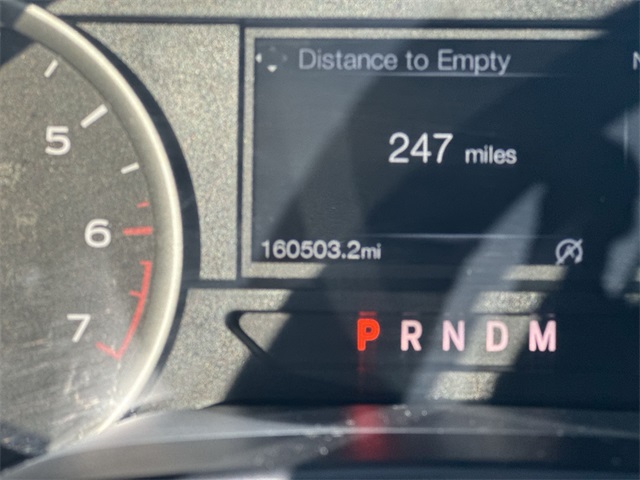 Distance to Empty
N
247 miles
160503.2mi
5
6
7
P R N D M